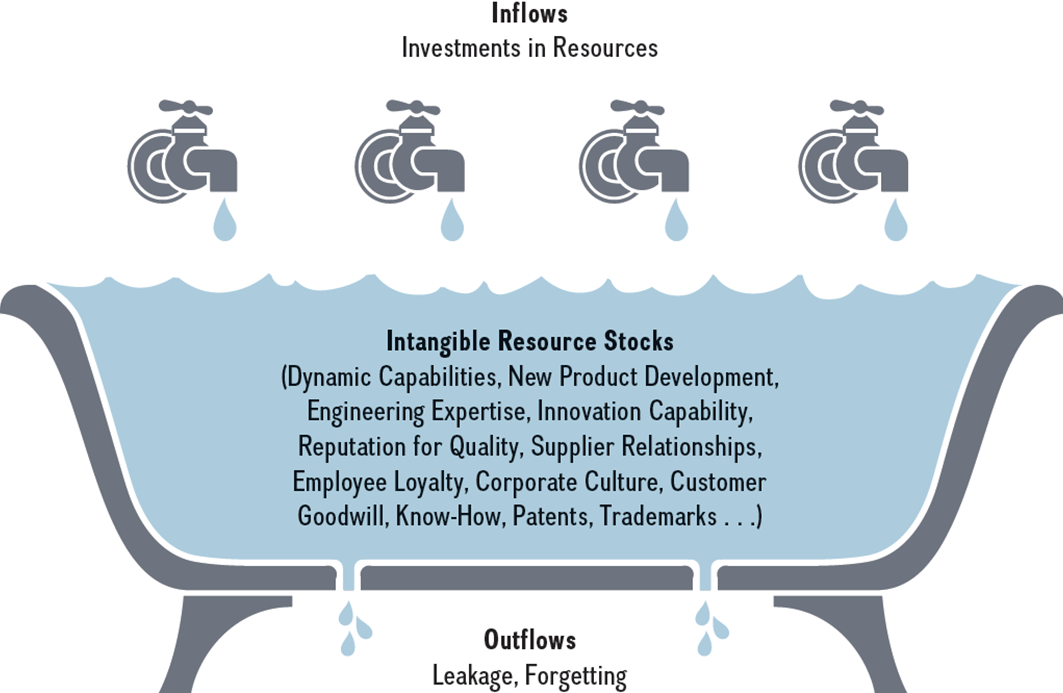 Inflows
Investments in Resources
Intangible Resource Stocks
(Dynamic Capabilities, New Product Development,
Engineering Expertise, Innovation Capability,
Reputation for Quality, Supplier Relationships,
Employee Loyalty, Corporate Culture, Customer
Goodwill, Know-How, Patents, Trademarks . . .)
Outflows
Leakage, Forgetting